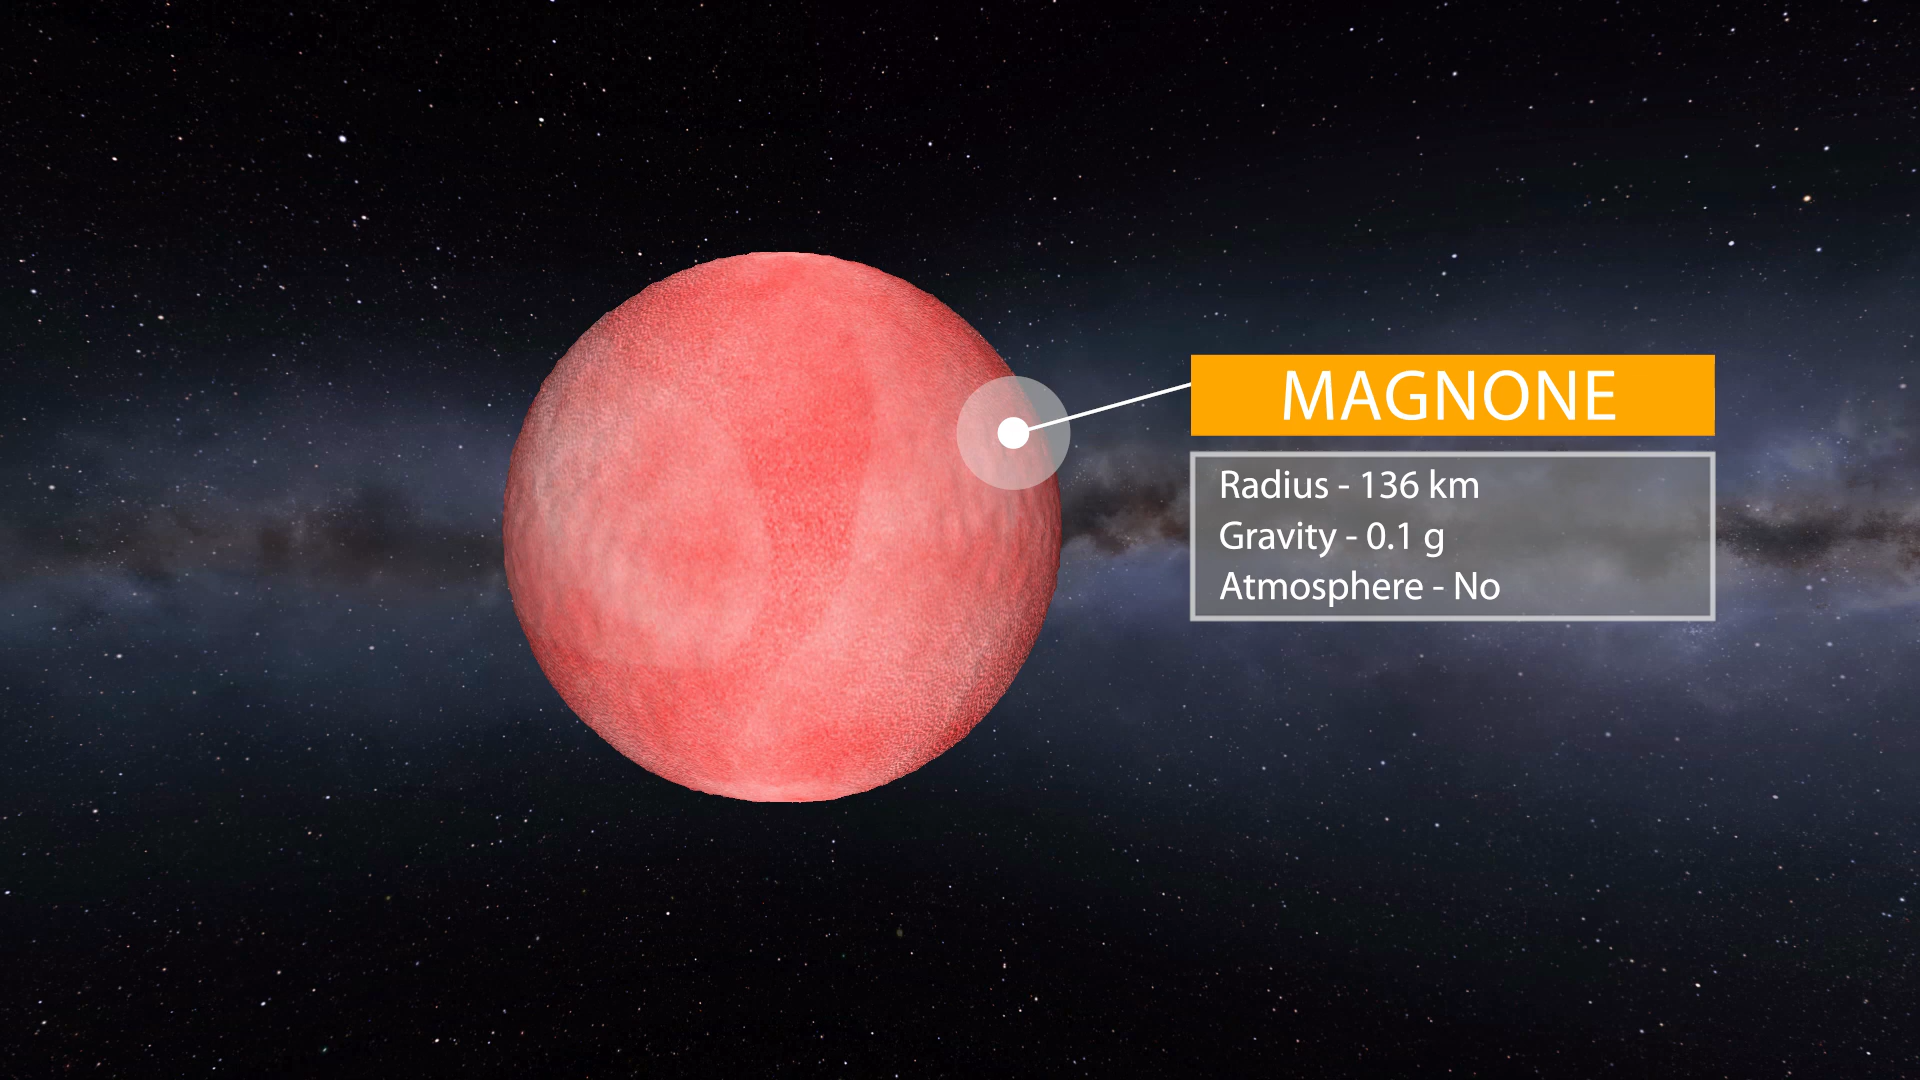 MAGNONE
Radius - 136 km
Gravity - 0.1 g
Atmosphere - No